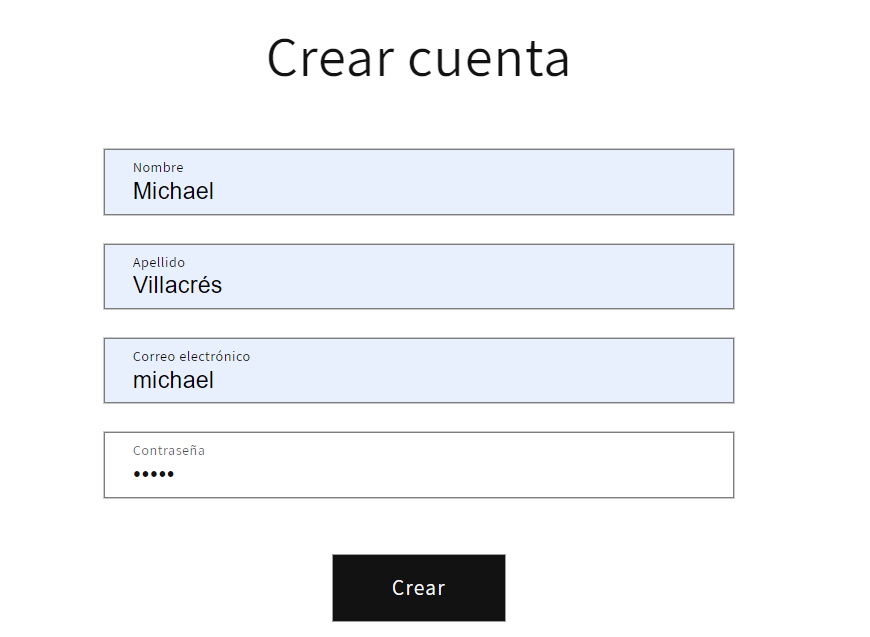 Crear cuenta
Nombre
Michael
Apellido
Villacrés
Correo electrónico
michael
Contraseña
•••••
Crear